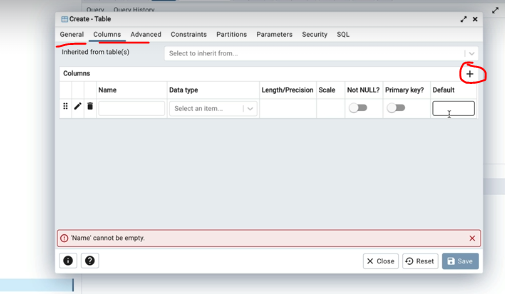 Query Query History
Create - Table
General Columns Advanced Constraints Partitions Parameters Security SQL
Inherited from table(s) Select to inherit from...
Columns
Name Data type Length/Precision Scale Not NULL? Primary key? Default
Select an item...
'Name' cannot be empty.
Close Reset Save